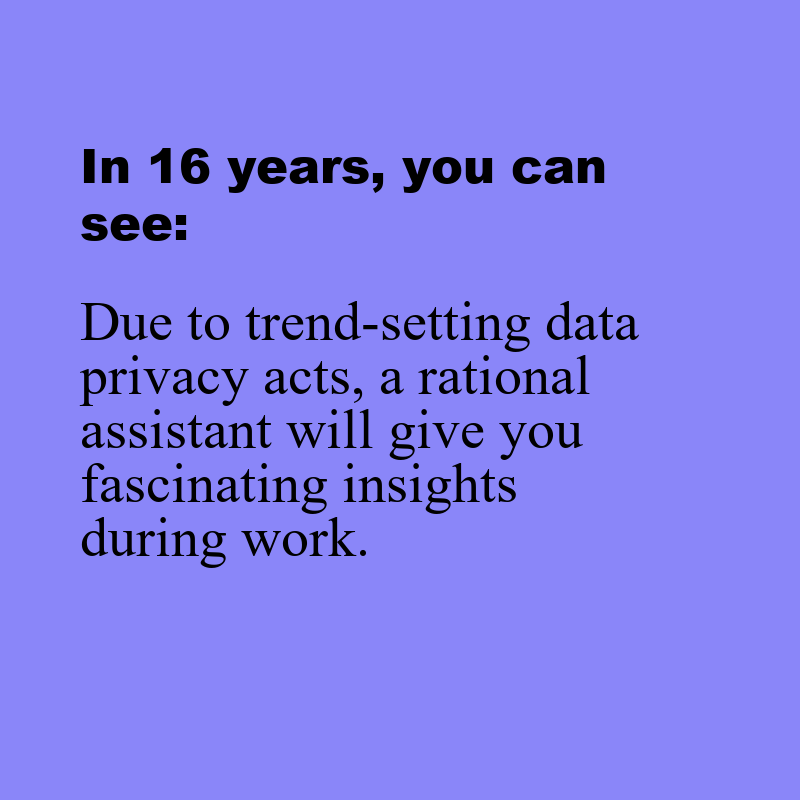 In 16 years, you can
see:
Due to trend-setting data
privacy acts, a rational
assistant will give you
fascinating insights
during work.